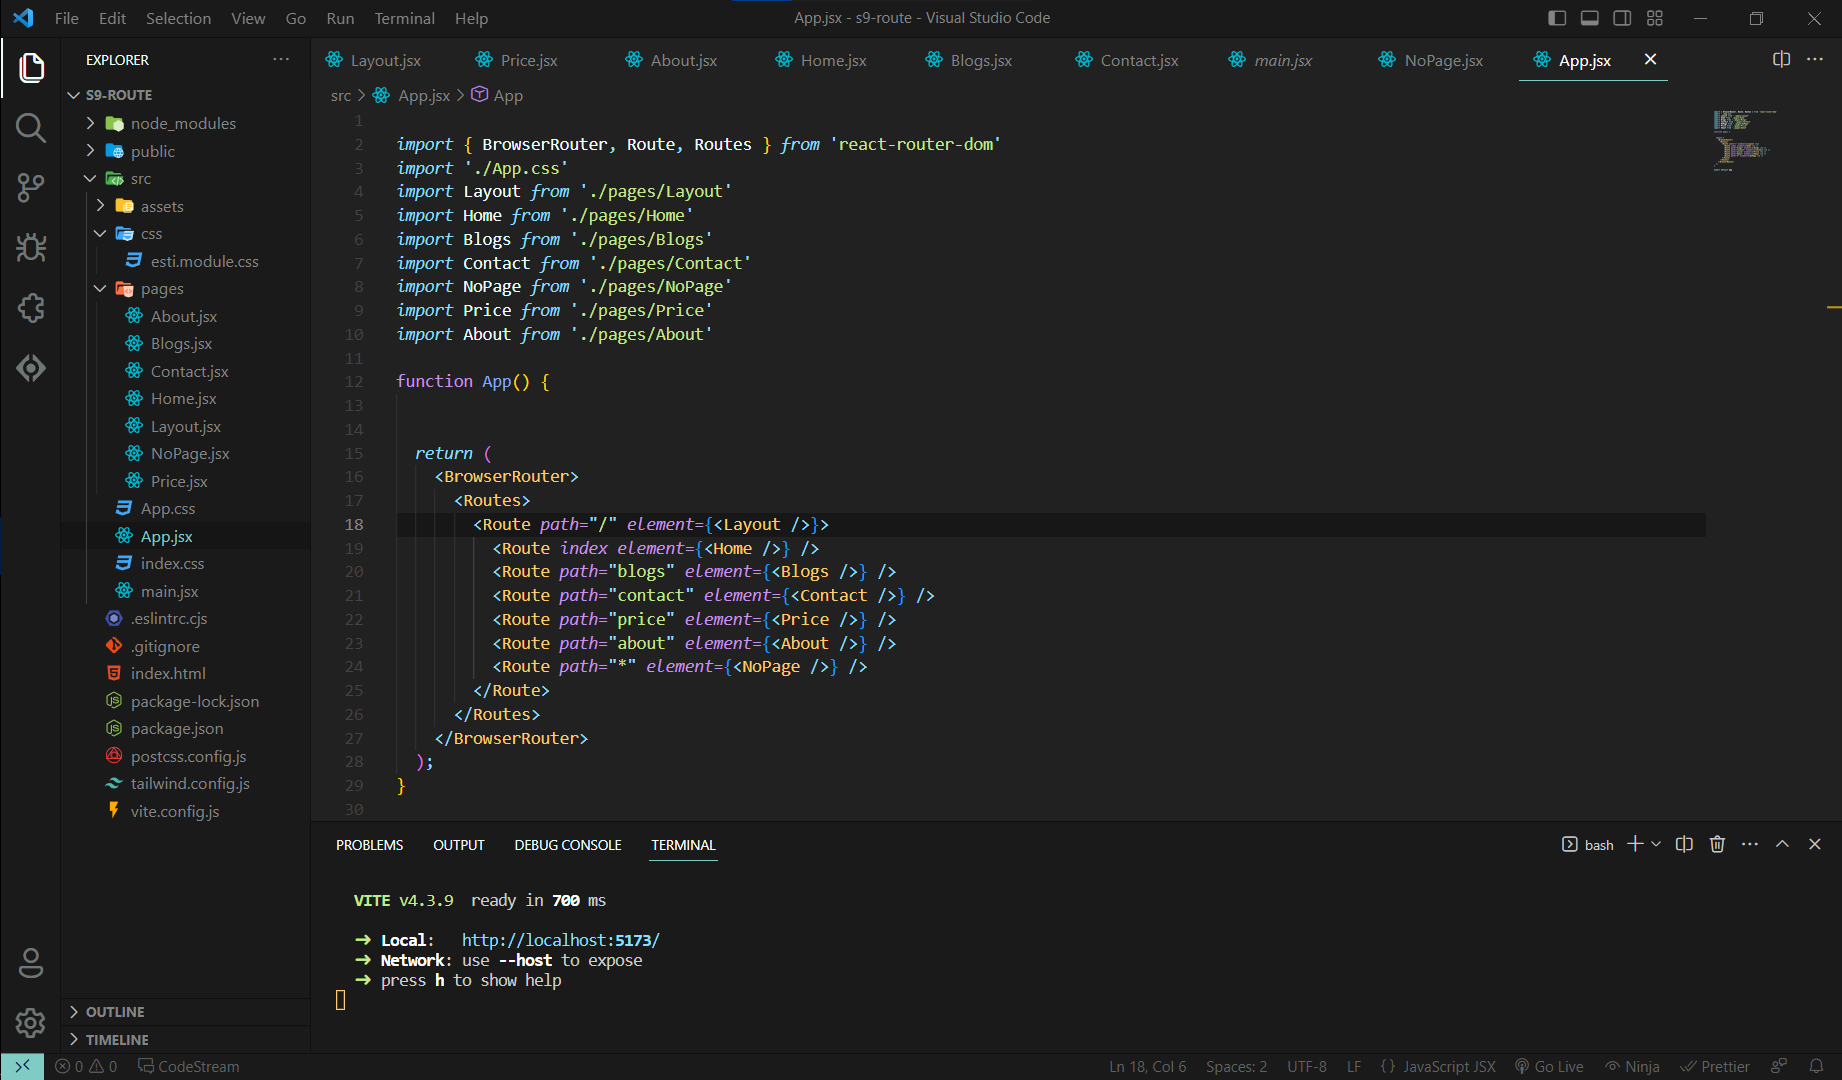 File Edit Selection View Go Run Terminal Help
App.jsx - s9-route - Visual Studio Code
EXPLORER
Layout.jsx Price.jsx About.jsx Home.jsx Blogs.jsx Contact.jsx main.jsx NoPage.jsx App.jsx
S9-ROUTE
node_modules
public
src
assets
css
esti.module.css
pages
About.jsx
Blogs.jsx
Contact.jsx
Home.jsx
Layout.jsx
NoPage.jsx
Price.jsx
App.css
App.jsx
index.css
main.jsx
.eslintrc.cjs
.gitignore
index.html
package-lock.json
package.json
postcss.config.js
tailwind.config.js
vite.config.js
OUTLINE
TIMELINE
src > App.jsx > App
1
2 import { BrowserRouter, Route, Routes } from 'react-router-dom'
3 import './App.css'
4 import Layout from './pages/Layout'
5 import Home from './pages/Home'
6 import Blogs from './pages/Blogs'
7 import Contact from './pages/Contact'
8 import NoPage from './pages/NoPage'
9 import Price from './pages/Price'
10 import About from './pages/About'
11
12 function App() {
13
14
15 return (
16 <BrowserRouter>
17 <Routes>
18 <Route path="/" element={<Layout />}>
19 <Route index element={<Home />} />
20 <Route path="blogs" element={<Blogs />} />
21 <Route path="contact" element={<Contact />} />
22 <Route path="price" element={<Price />} />
23 <Route path="about" element={<About />} />
24 <Route path="*" element={<NoPage />} />
25 </Route>
26 </Routes>
27 </BrowserRouter>
28 );
29 }
30
PROBLEMS OUTPUT DEBUG CONSOLE TERMINAL
bash
VITE v4.3.9 ready in 700 ms
➜ Local: http://localhost:5173/
➜ Network: use --host to expose
➜ press h to show help
0 0 CodeStream
Ln 18, Col 6 Spaces: 2 UTF-8 LF {} JavaScript JSX Go Live Ninja Prettier